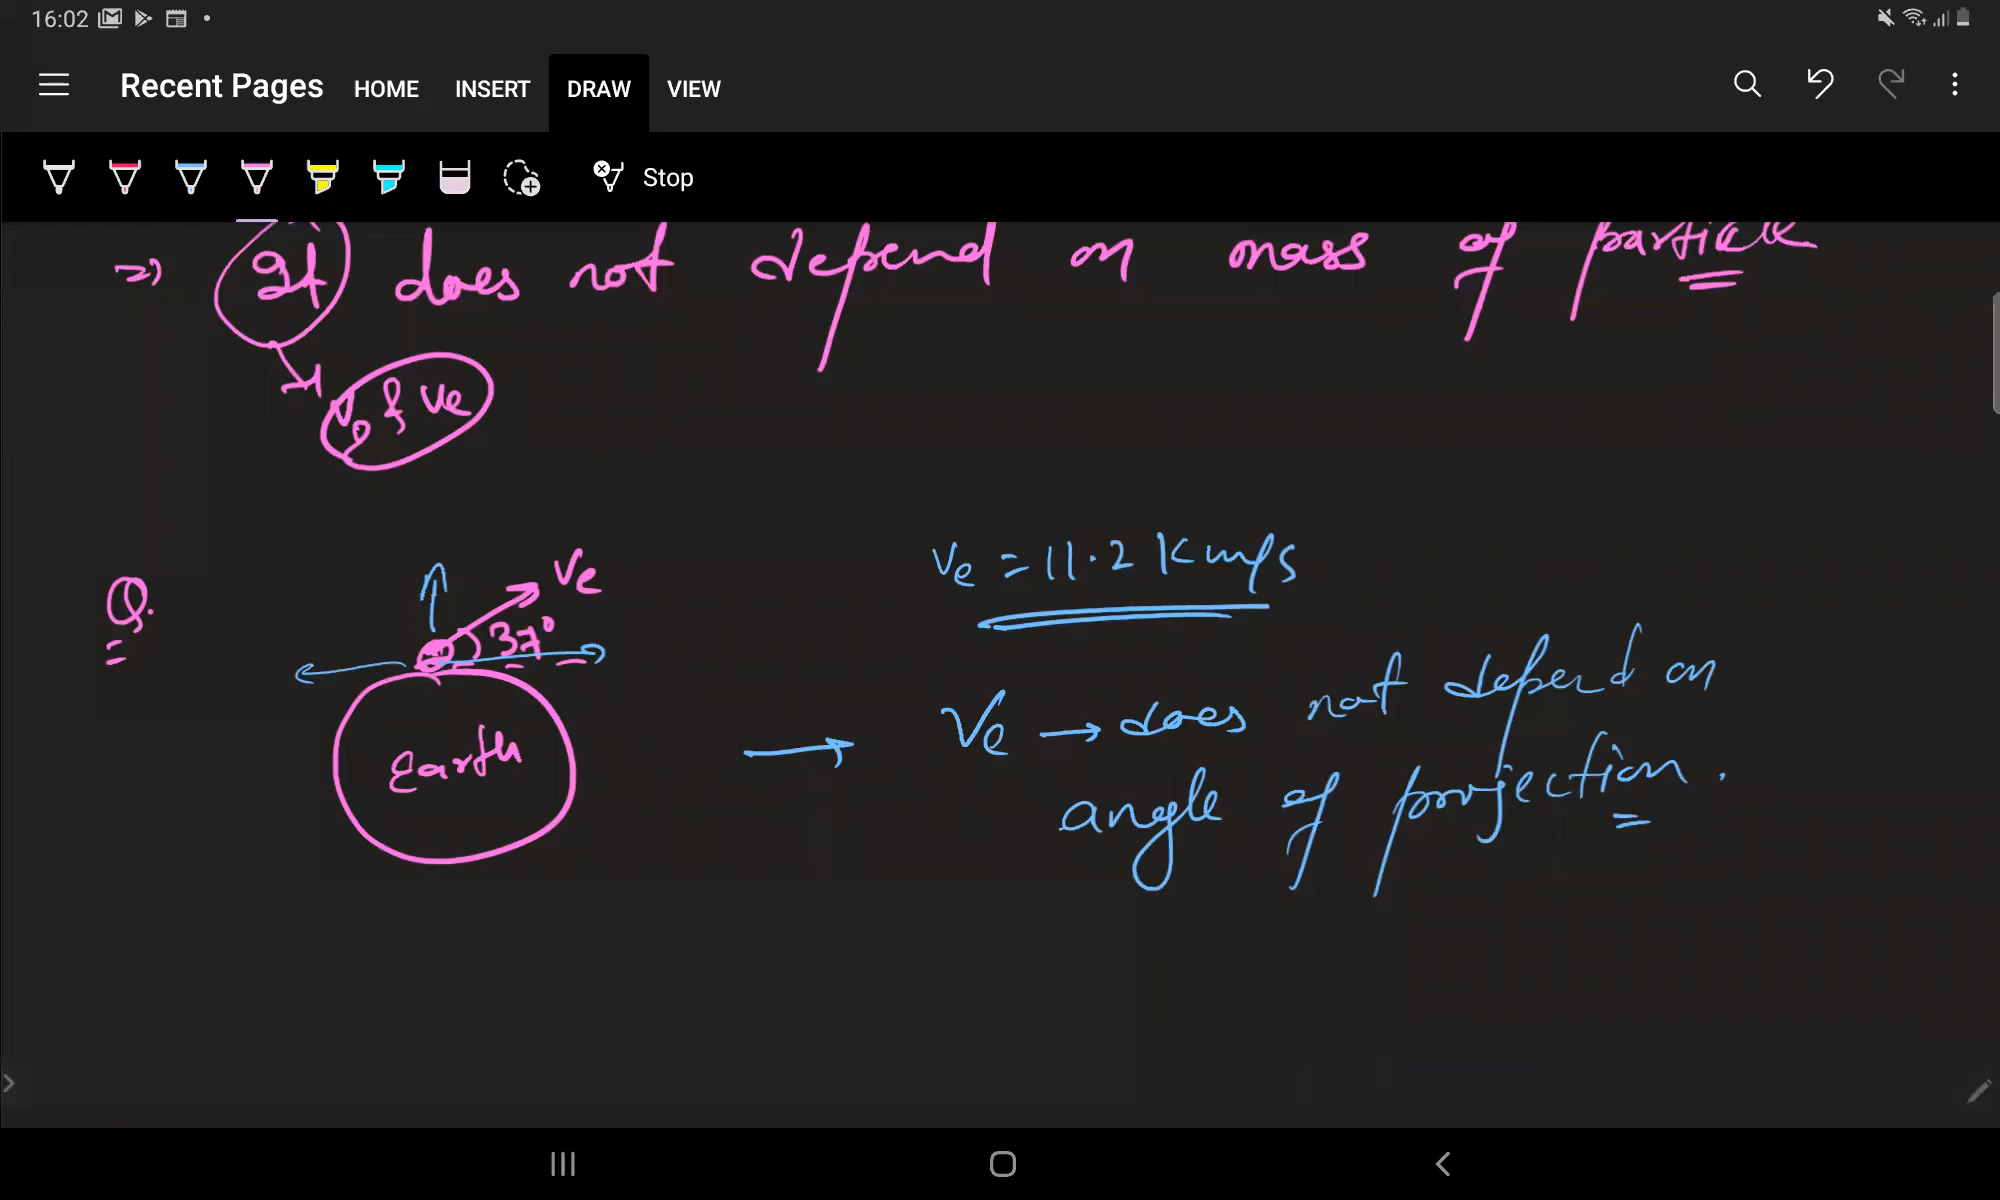 16:02
Recent Pages HOME INSERT DRAW VIEW
Stop
=> It does not depend on mass of particle
Vo & Ve
Q.
Ve
37°
Earth
Ve = 11.2 Kmps
Ve → does not depend on
angle of projection.